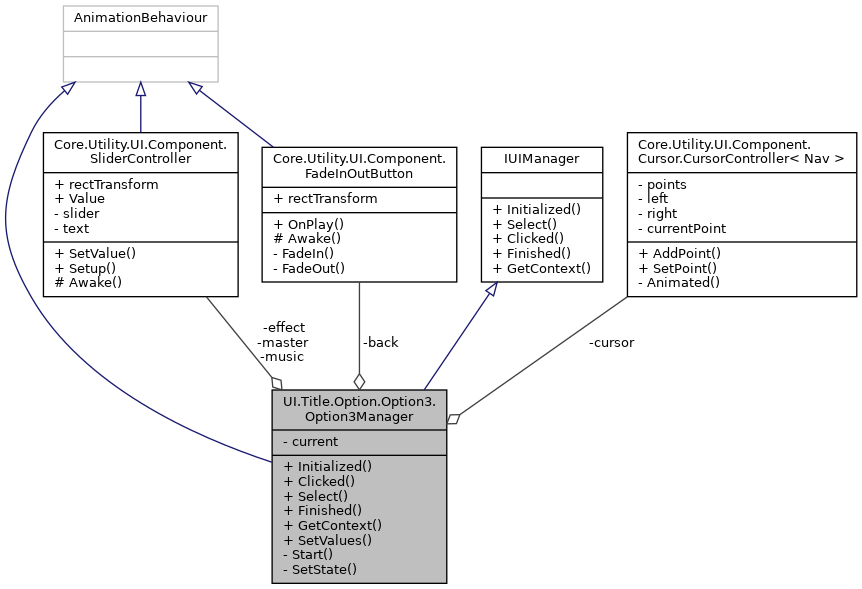 AnimationBehaviour
Core.Utility.UI.Component.
SliderController
+ rectTransform
+ Value
- slider
- text
+ SetValue()
+ Setup()
# Awake()
Core.Utility.UI.Component.
FadeInOutButton
+ rectTransform
+ OnPlay()
# Awake()
- FadeIn()
- FadeOut()
IUIManager
+ Initialized()
+ Select()
+ Clicked()
+ Finished()
+ GetContext()
Core.Utility.UI.Component.
Cursor.CursorController< Nav >
- points
- left
- right
- currentPoint
+ AddPoint()
+ SetPoint()
- Animated()
-effect
-master
-music
-back
-cursor
UI.Title.Option.Option3.
Option3Manager
- current
+ Initialized()
+ Clicked()
+ Select()
+ Finished()
+ GetContext()
+ SetValues()
- Start()
- SetState()